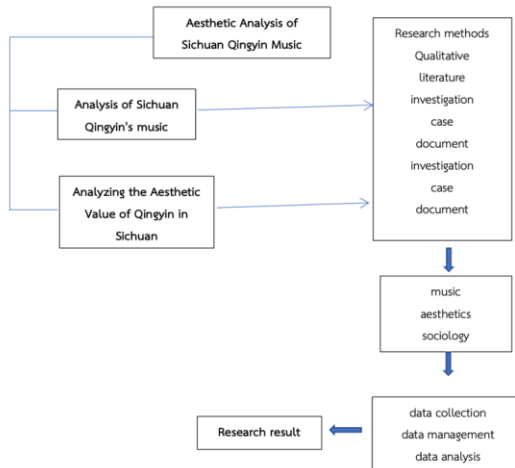 Aesthetic Analysis of
Sichuan Qingyin Music
Analysis of Sichuan
Qingyin's music
Analyzing the Aesthetic
Value of Qingyin in
Sichuan
Research methods
Qualitative
literature
investigation
case
document
investigation
case
document
music
aesthetics
sociology
data collection
data management
data analysis
Research result